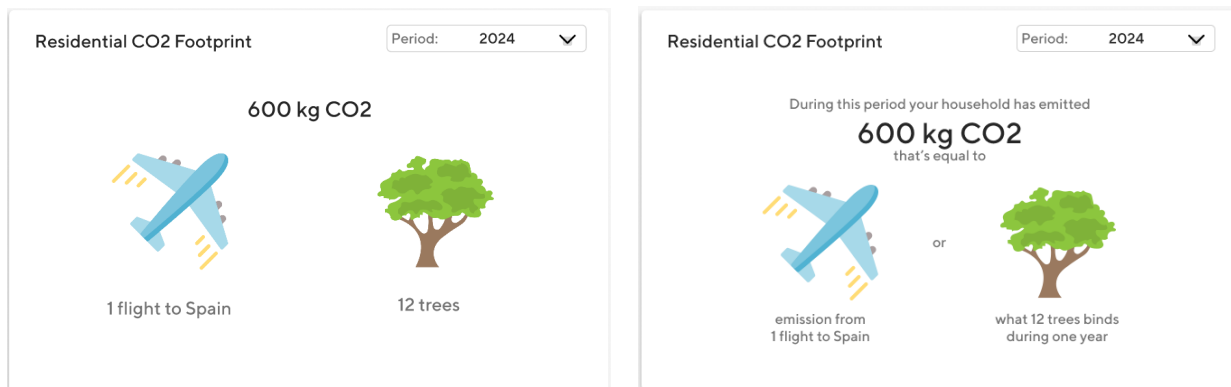 Residential CO2 Footprint
Period: 2024
600 kg CO2
1 flight to Spain
12 trees
Residential CO2 Footprint
Period: 2024
During this period your household has emitted
600 kg CO2
that's equal to
or
emission from
1 flight to Spain
what 12 trees binds
during one year